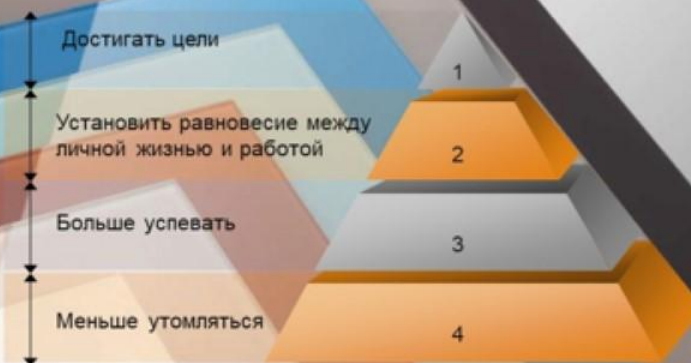 Достигать цели
1
Установить равновесие между
личной жизнью и работой
2
Больше успевать
3
Меньше утомляться
4